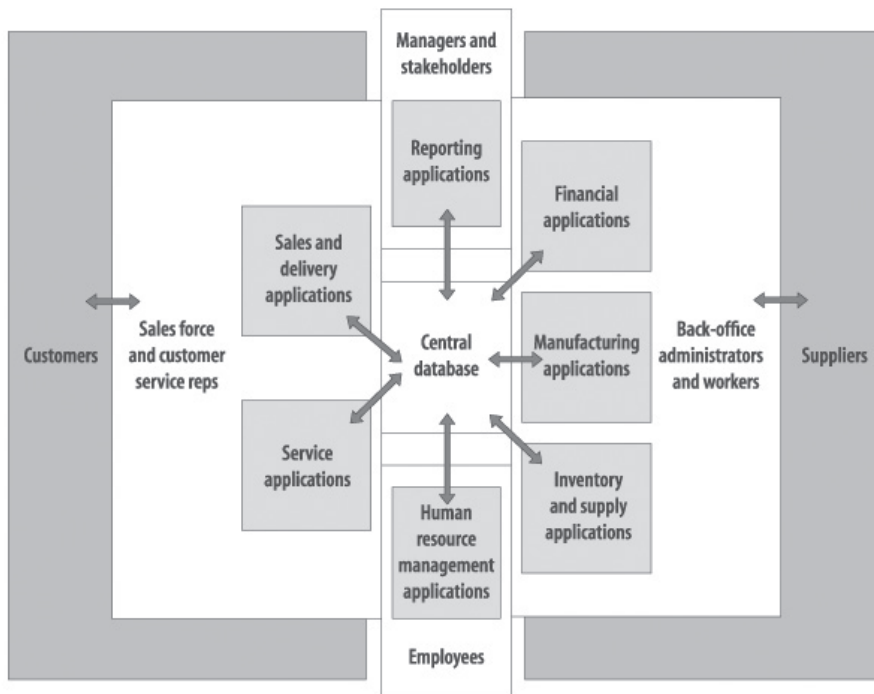 Managers and
stakeholders
Reporting
applications
Financial
applications
Sales and
delivery
applications
Customers
Sales force
and customer
service reps
Central
database
Manufacturing
applications
Back-office
administrators
and workers
Suppliers
Service
applications
Inventory
and supply
applications
Human
resource
management
applications
Employees